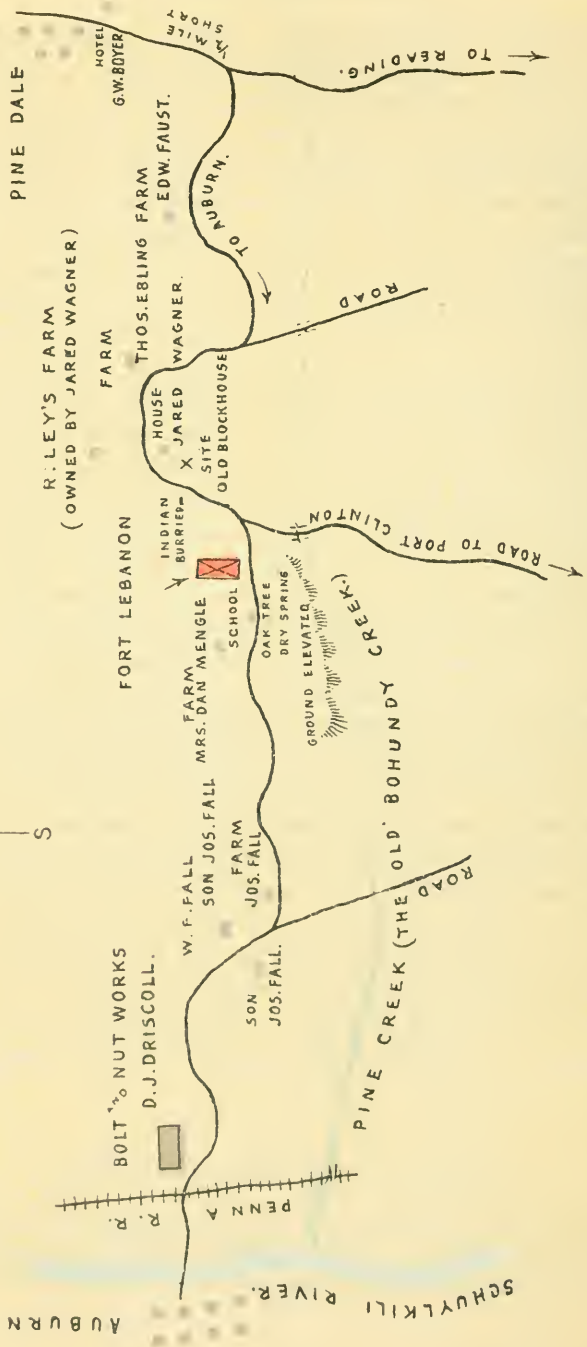 PINE DALE
HOTEL
G.W. BOYER
1/2 MILE
SHORT
TO READING.
R. LEY'S FARM
(OWNED BY JARED WAGNER)
FARM
THOS. EBLING FARM
EDW. FAUST.
TO AUBURN.
ROAD
HOUSE
JARED WAGNER.
X
SITE
OLD BLOCKHOUSE
FORT LEBANON
INDIAN
BURRIED
SCHOOL
OAK TREE
DRY SPRING
GROUND ELEVATED
ROAD TO PORT CLINTON
FARM
MRS. DAN MENGLE
W. F. FALL
SON JOS. FALL
FARM
JOS. FALL
SON
JOS. FALL.
ROAD
PINE CREEK (THE OLD BOHUNDY CREEK.)
S
BOLT AND NUT WORKS
D. J. DRISCOLL.
PENNA
R. R.
SCHUYLKILL RIVER.
AUBURN